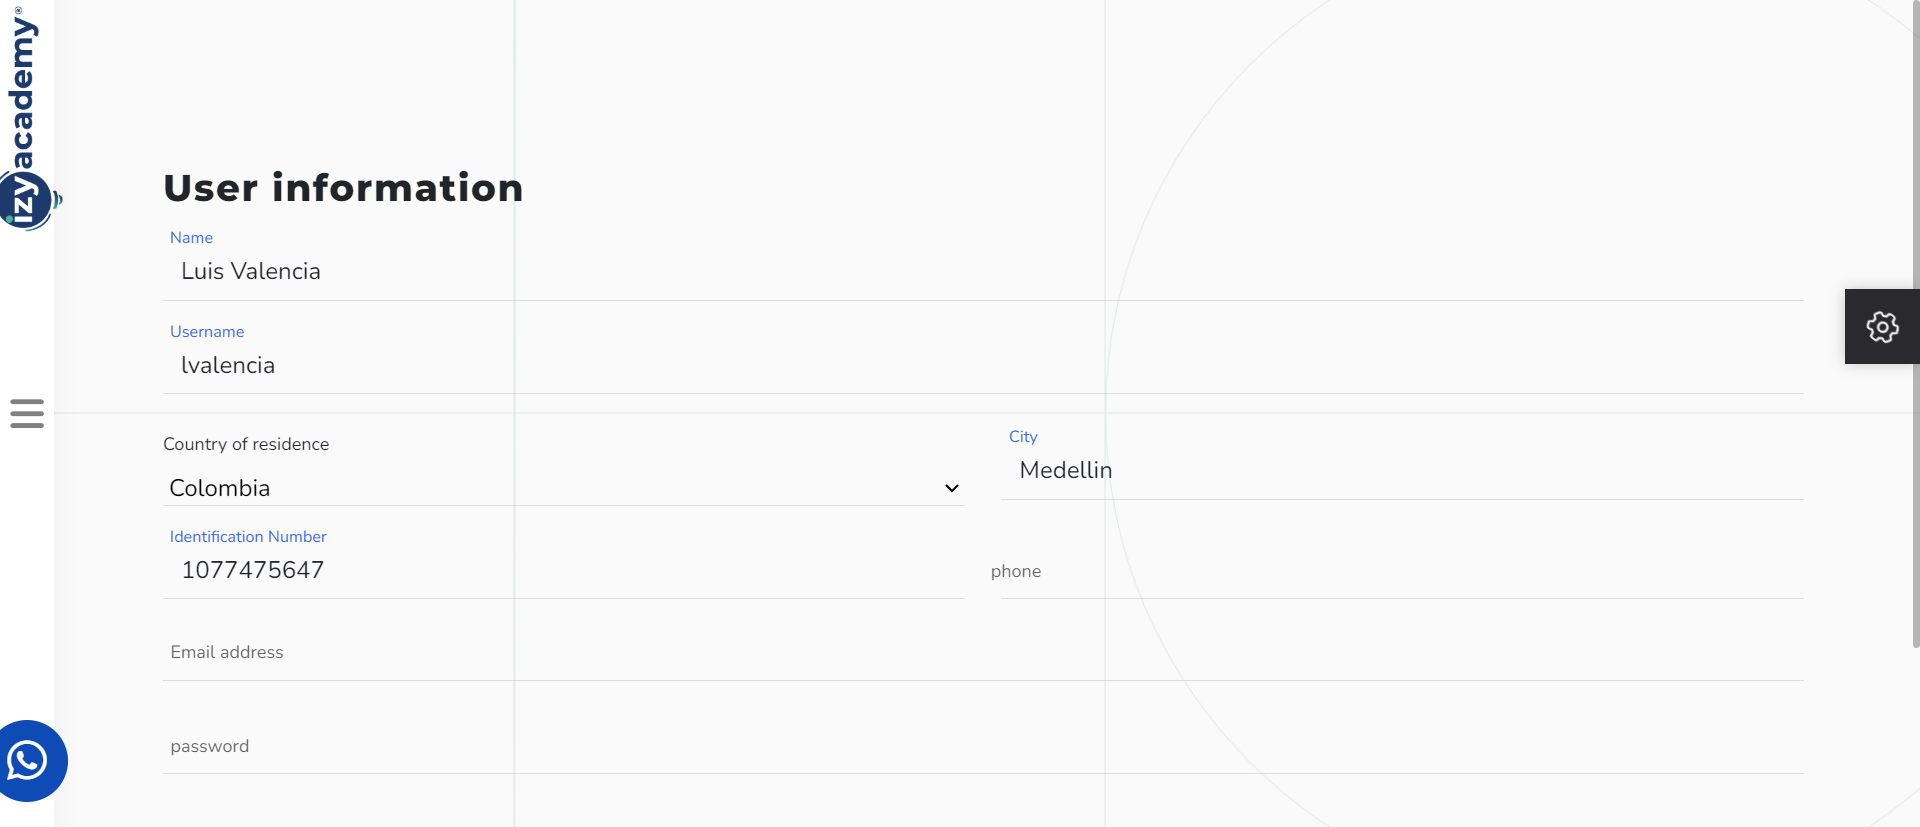 izyacademy®
User information
Name
Luis Valencia
Username
lvalencia
Country of residence
Colombia
City
Medellin
Identification Number
1077475647
phone
Email address
password